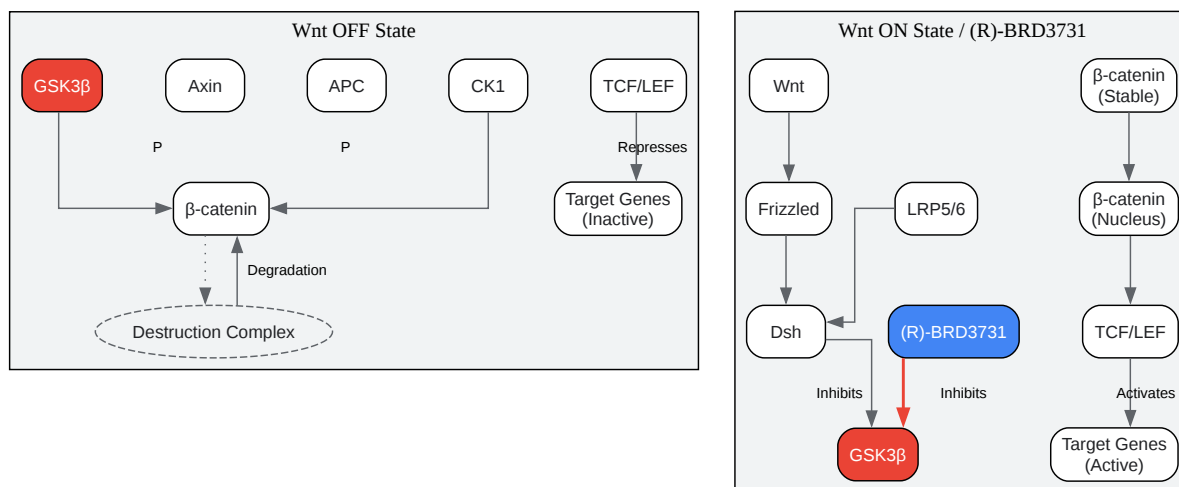 Wnt OFF State
GSK3β
Axin
APC
CK1
TCF/LEF
P
P
Represses
β-catenin
Target Genes
(Inactive)
Degradation
Destruction Complex
Wnt ON State / (R)-BRD3731
Wnt
β-catenin
(Stable)
Frizzled
LRP5/6
β-catenin
(Nucleus)
Dsh
(R)-BRD3731
TCF/LEF
Inhibits
Inhibits
Activates
GSK3β
Target Genes
(Active)